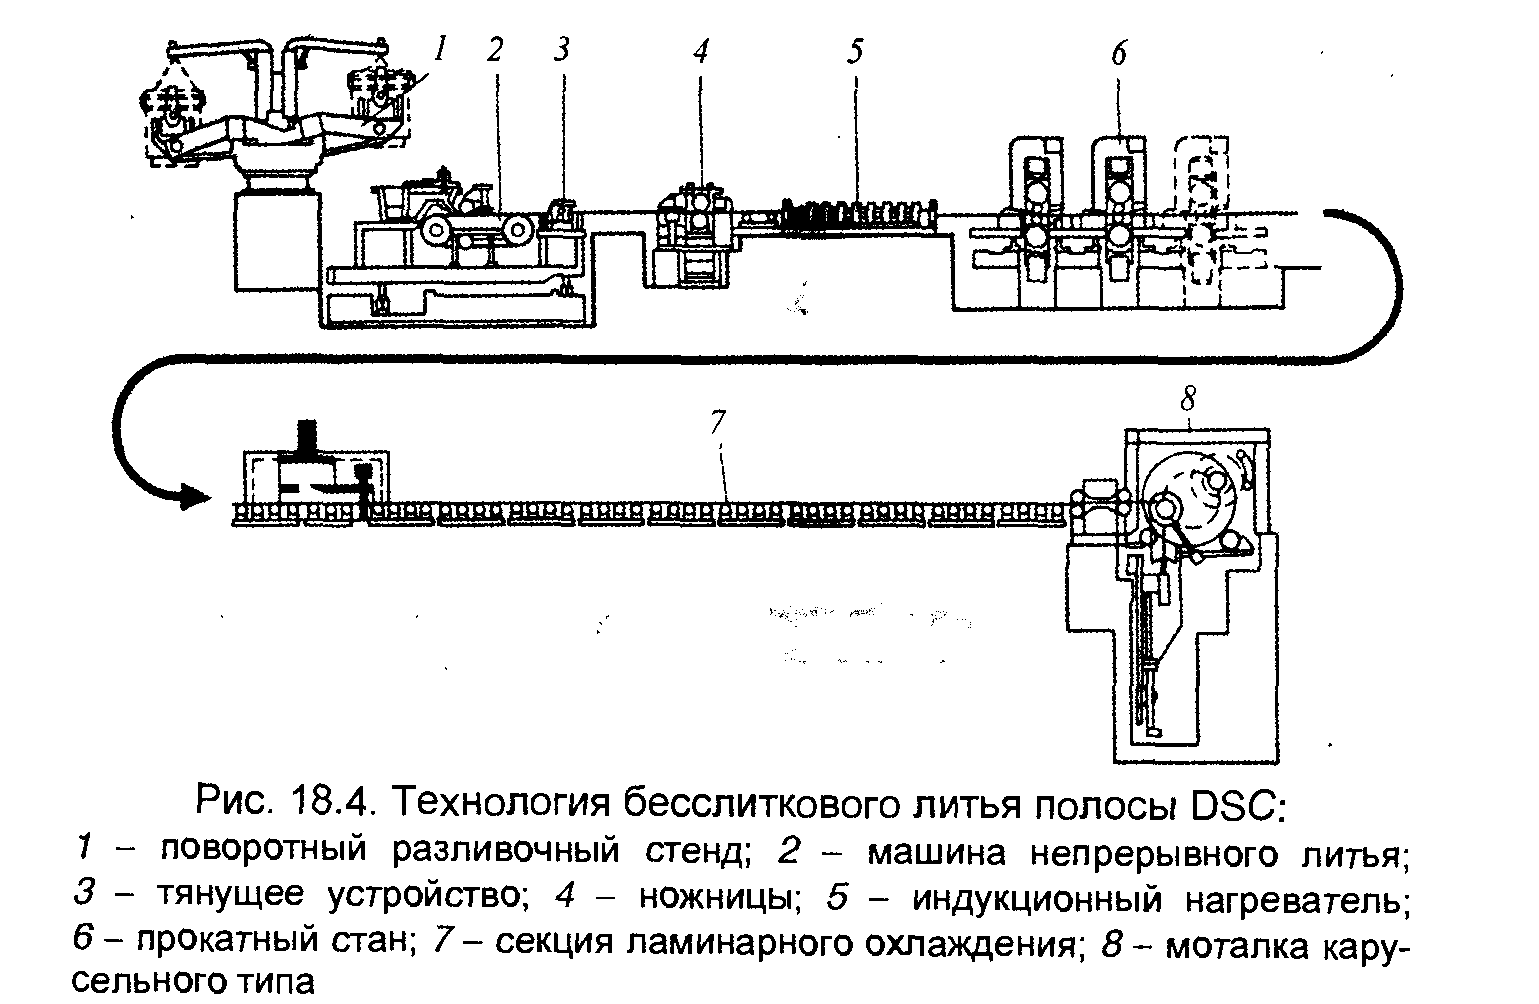 1 2 3 4 5 6
7 8
Рис. 18.4. Технология бесслиткового литья полосы DSC:
1 – поворотный разливочный стенд; 2 – машина непрерывного литья;
3 – тянущее устройство; 4 – ножницы; 5 – индукционный нагреватель;
6 – прокатный стан; 7 – секция ламинарного охлаждения; 8 – моталка кару-
сельного типа